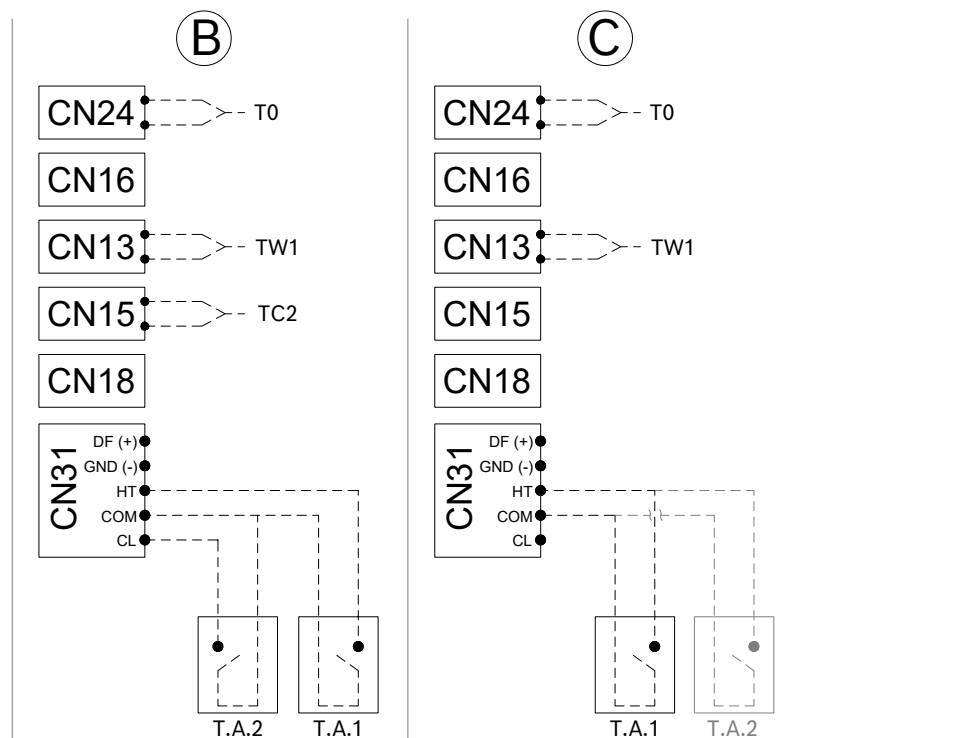 B
CN24
T0
CN16
CN13
TW1
CN15
TC2
CN18
CN31
DF (+)
GND (-)
HT
COM
CL
T.A.2
T.A.1
C
CN24
T0
CN16
CN13
TW1
CN15
CN18
CN31
DF (+)
GND (-)
HT
COM
CL
T.A.1
T.A.2